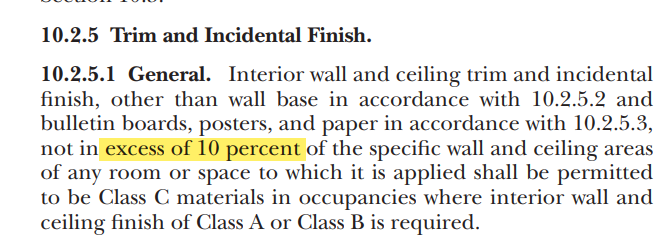 10.2.5 Trim and Incidental Finish.
10.2.5.1 General. Interior wall and ceiling trim and incidental
finish, other than wall base in accordance with 10.2.5.2 and
bulletin boards, posters, and paper in accordance with 10.2.5.3,
not in excess of 10 percent of the specific wall and ceiling areas
of any room or space to which it is applied shall be permitted
to be Class C materials in occupancies where interior wall and
ceiling finish of Class A or Class B is required.